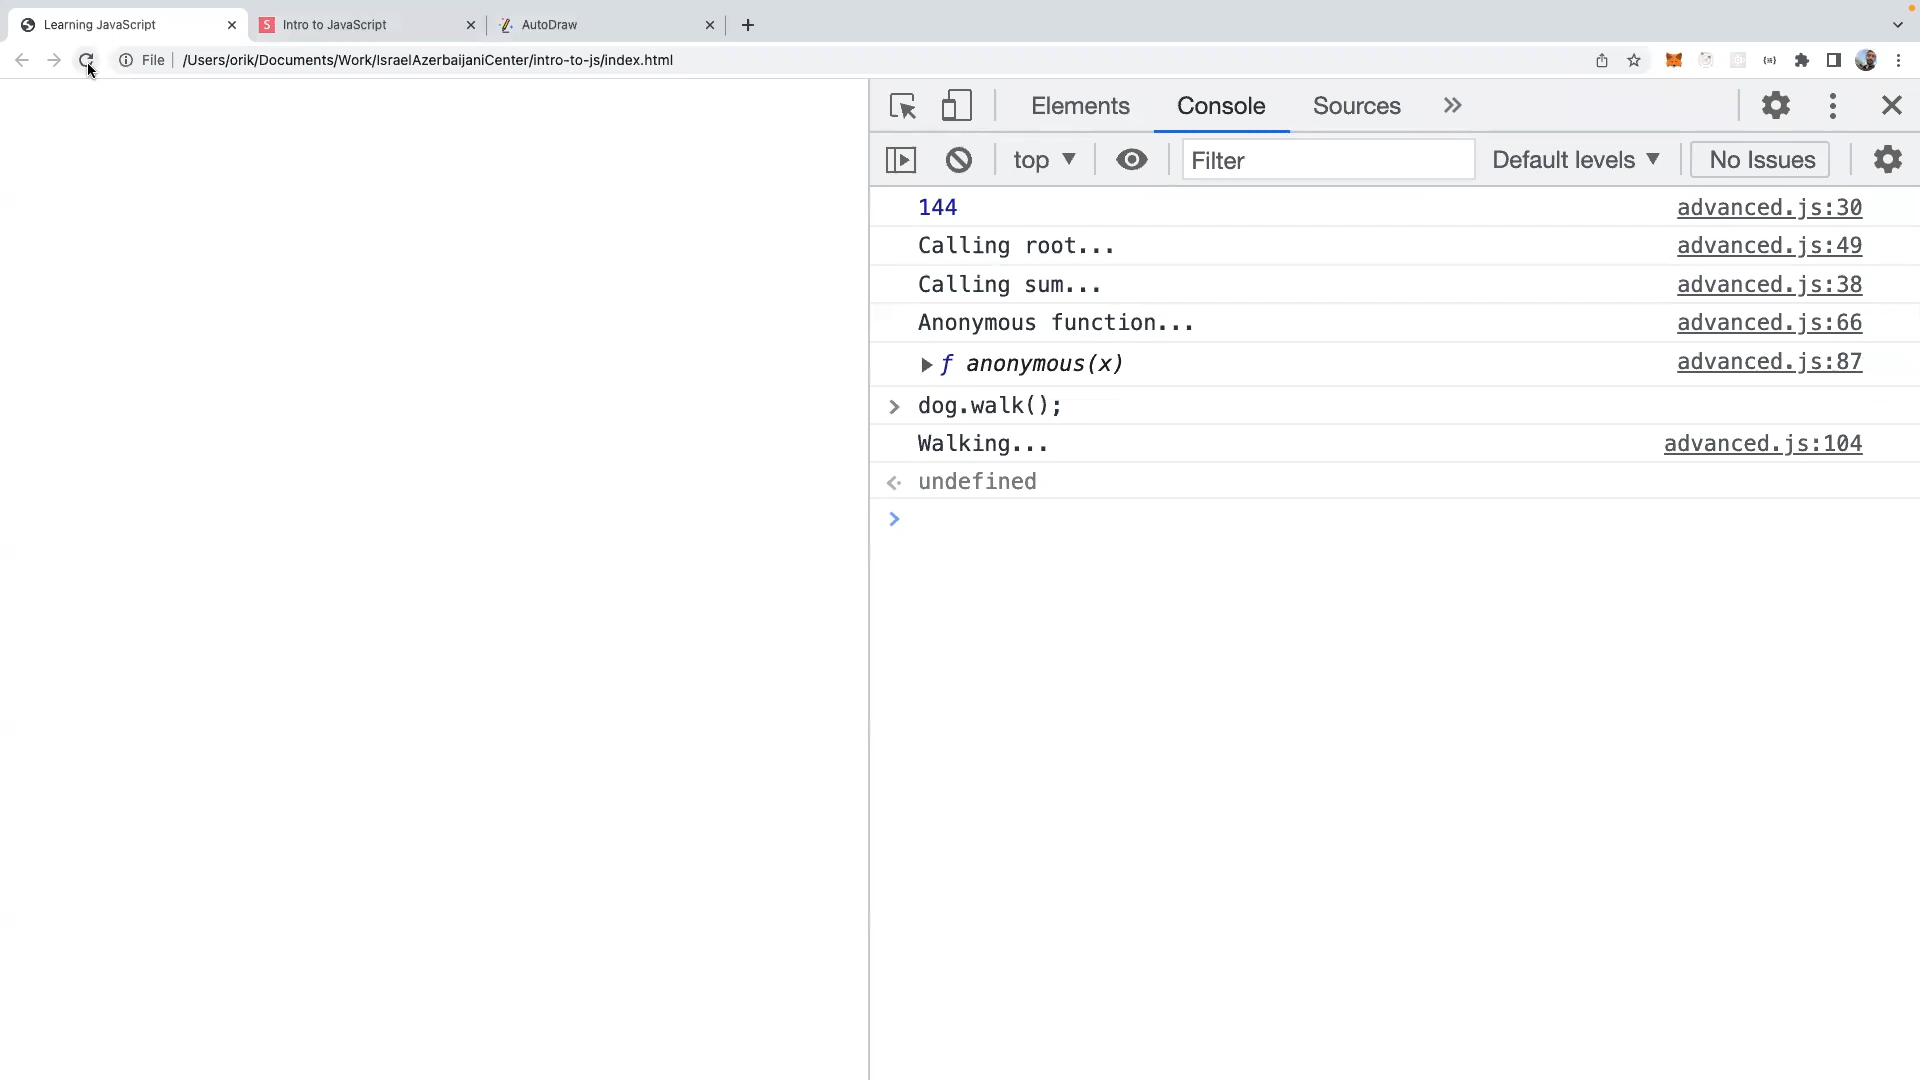 Learning JavaScript
S Intro to JavaScript
AutoDraw
File /Users/orik/Documents/Work/IsraelAzerbaijaniCenter/intro-to-js/index.html
Elements Console Sources
top Filter Default levels No Issues
144 advanced.js:30
Calling root... advanced.js:49
Calling sum... advanced.js:38
Anonymous function... advanced.js:66
ƒ anonymous(x) advanced.js:87
dog.walk();
Walking... advanced.js:104
undefined